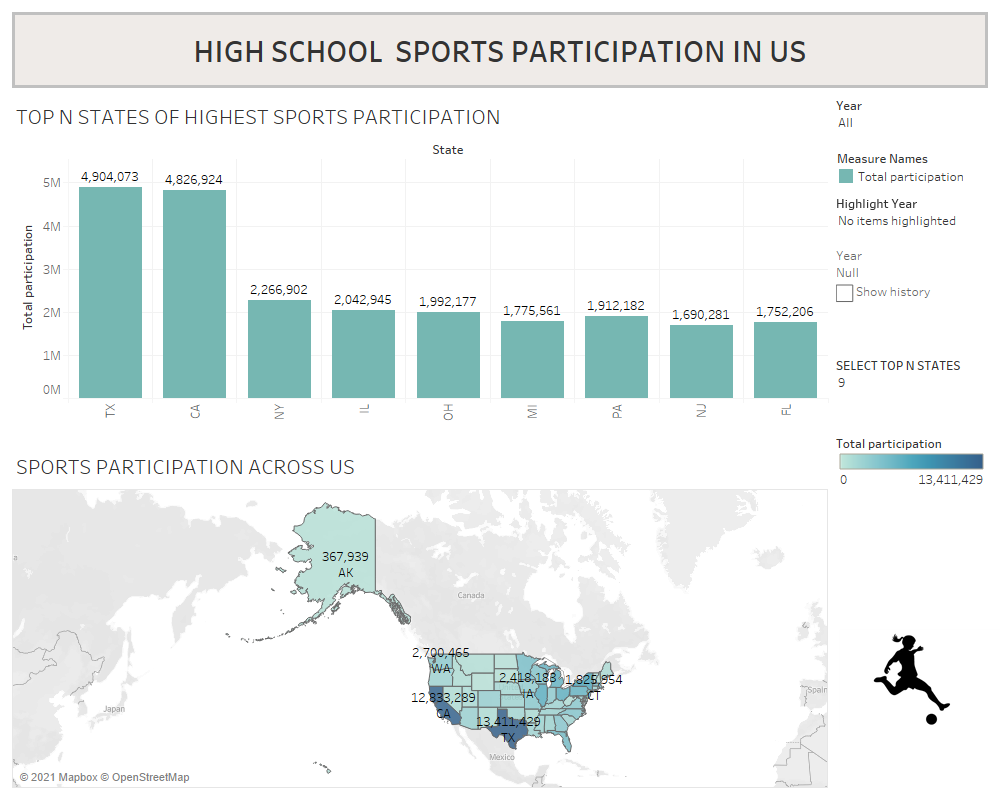 HIGH SCHOOL SPORTS PARTICIPATION IN US
TOP N STATES OF HIGHEST SPORTS PARTICIPATION
State
Total participation
5M
4M
3M
2M
1M
0M
4,904,073
4,826,924
2,266,902
2,042,945
1,992,177
1,775,561
1,912,182
1,690,281
1,752,206
TX
CA
NY
IL
OH
MI
PA
NJ
FL
Year
All
Measure Names
Total participation
Highlight Year
No items highlighted
Year
Null
Show history
SELECT TOP N STATES
9
SPORTS PARTICIPATION ACROSS US
Total participation
0 13,411,429
a
367,939
AK
Canada
2,700,465
WA
2,418,183
IA
1,825,954
CT
12,833,289
CA
13,411,429
TX
Mexico
Japan
Spain
© 2021 Mapbox © OpenStreetMap